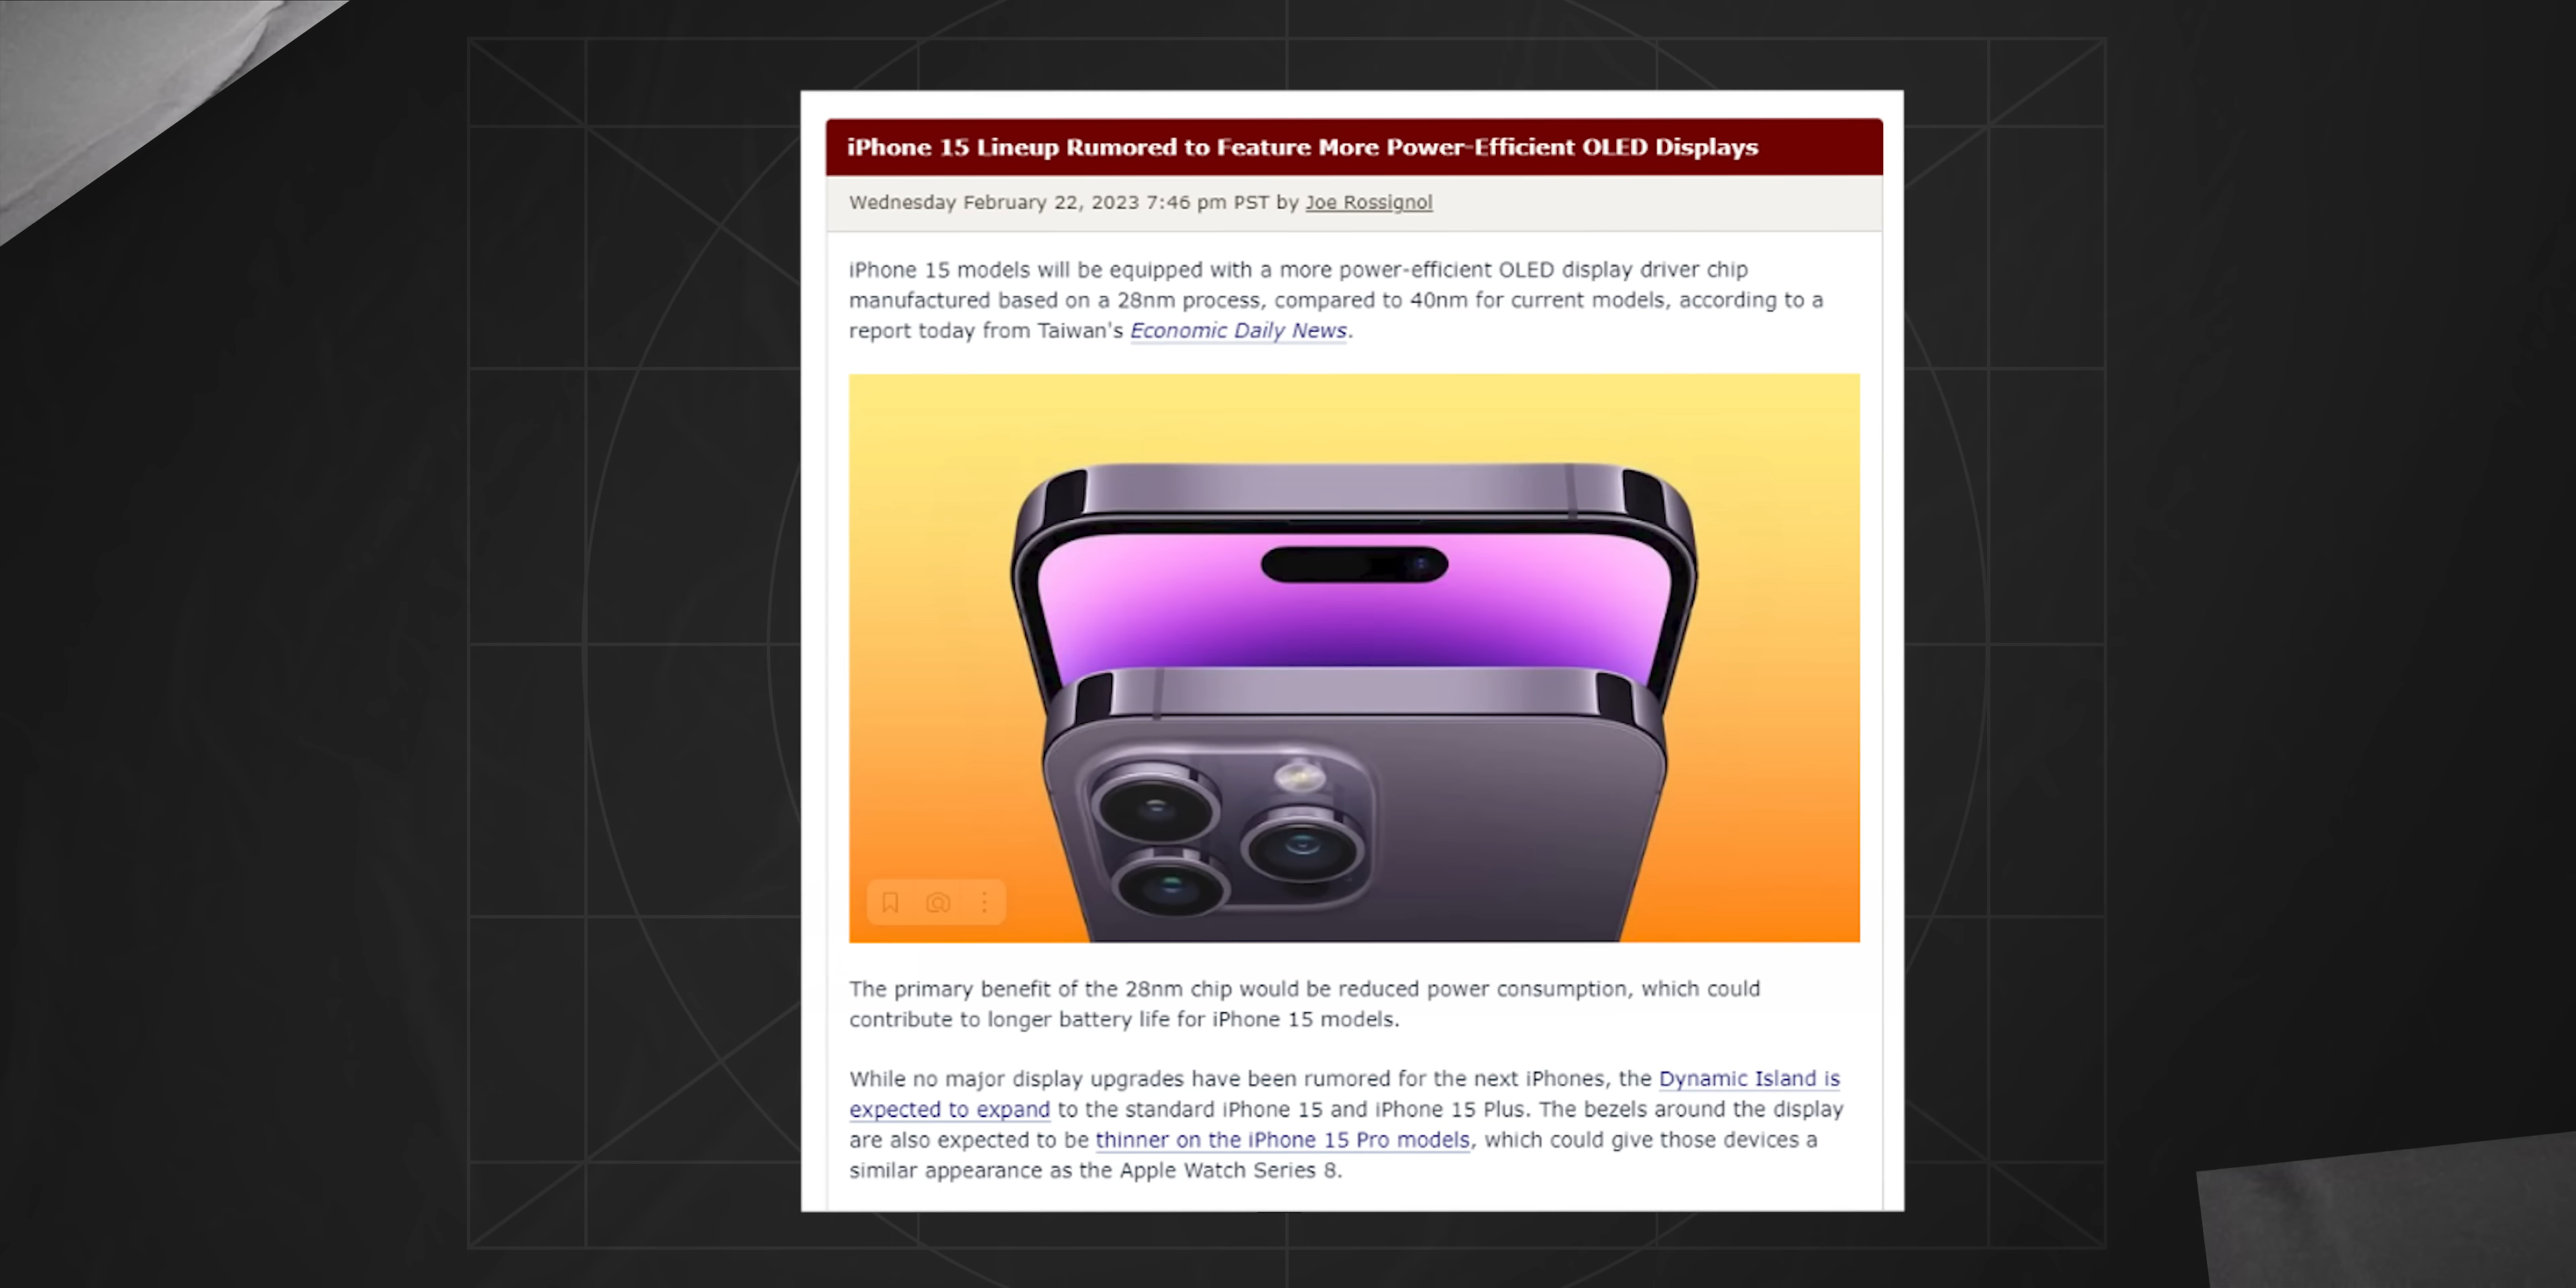 iPhone 15 Lineup Rumored to Feature More Power-Efficient OLED Displays
Wednesday February 22, 2023 7:46 pm PST by Joe Rossignol
iPhone 15 models will be equipped with a more power-efficient OLED display driver chip
manufactured based on a 28nm process, compared to 40nm for current models, according to a
report today from Taiwan's Economic Daily News.
The primary benefit of the 28nm chip would be reduced power consumption, which could
contribute to longer battery life for iPhone 15 models.
While no major display upgrades have been rumored for the next iPhones, the Dynamic Island is
expected to expand to the standard iPhone 15 and iPhone 15 Plus. The bezels around the display
are also expected to be thinner on the iPhone 15 Pro models, which could give those devices a
similar appearance as the Apple Watch Series 8.